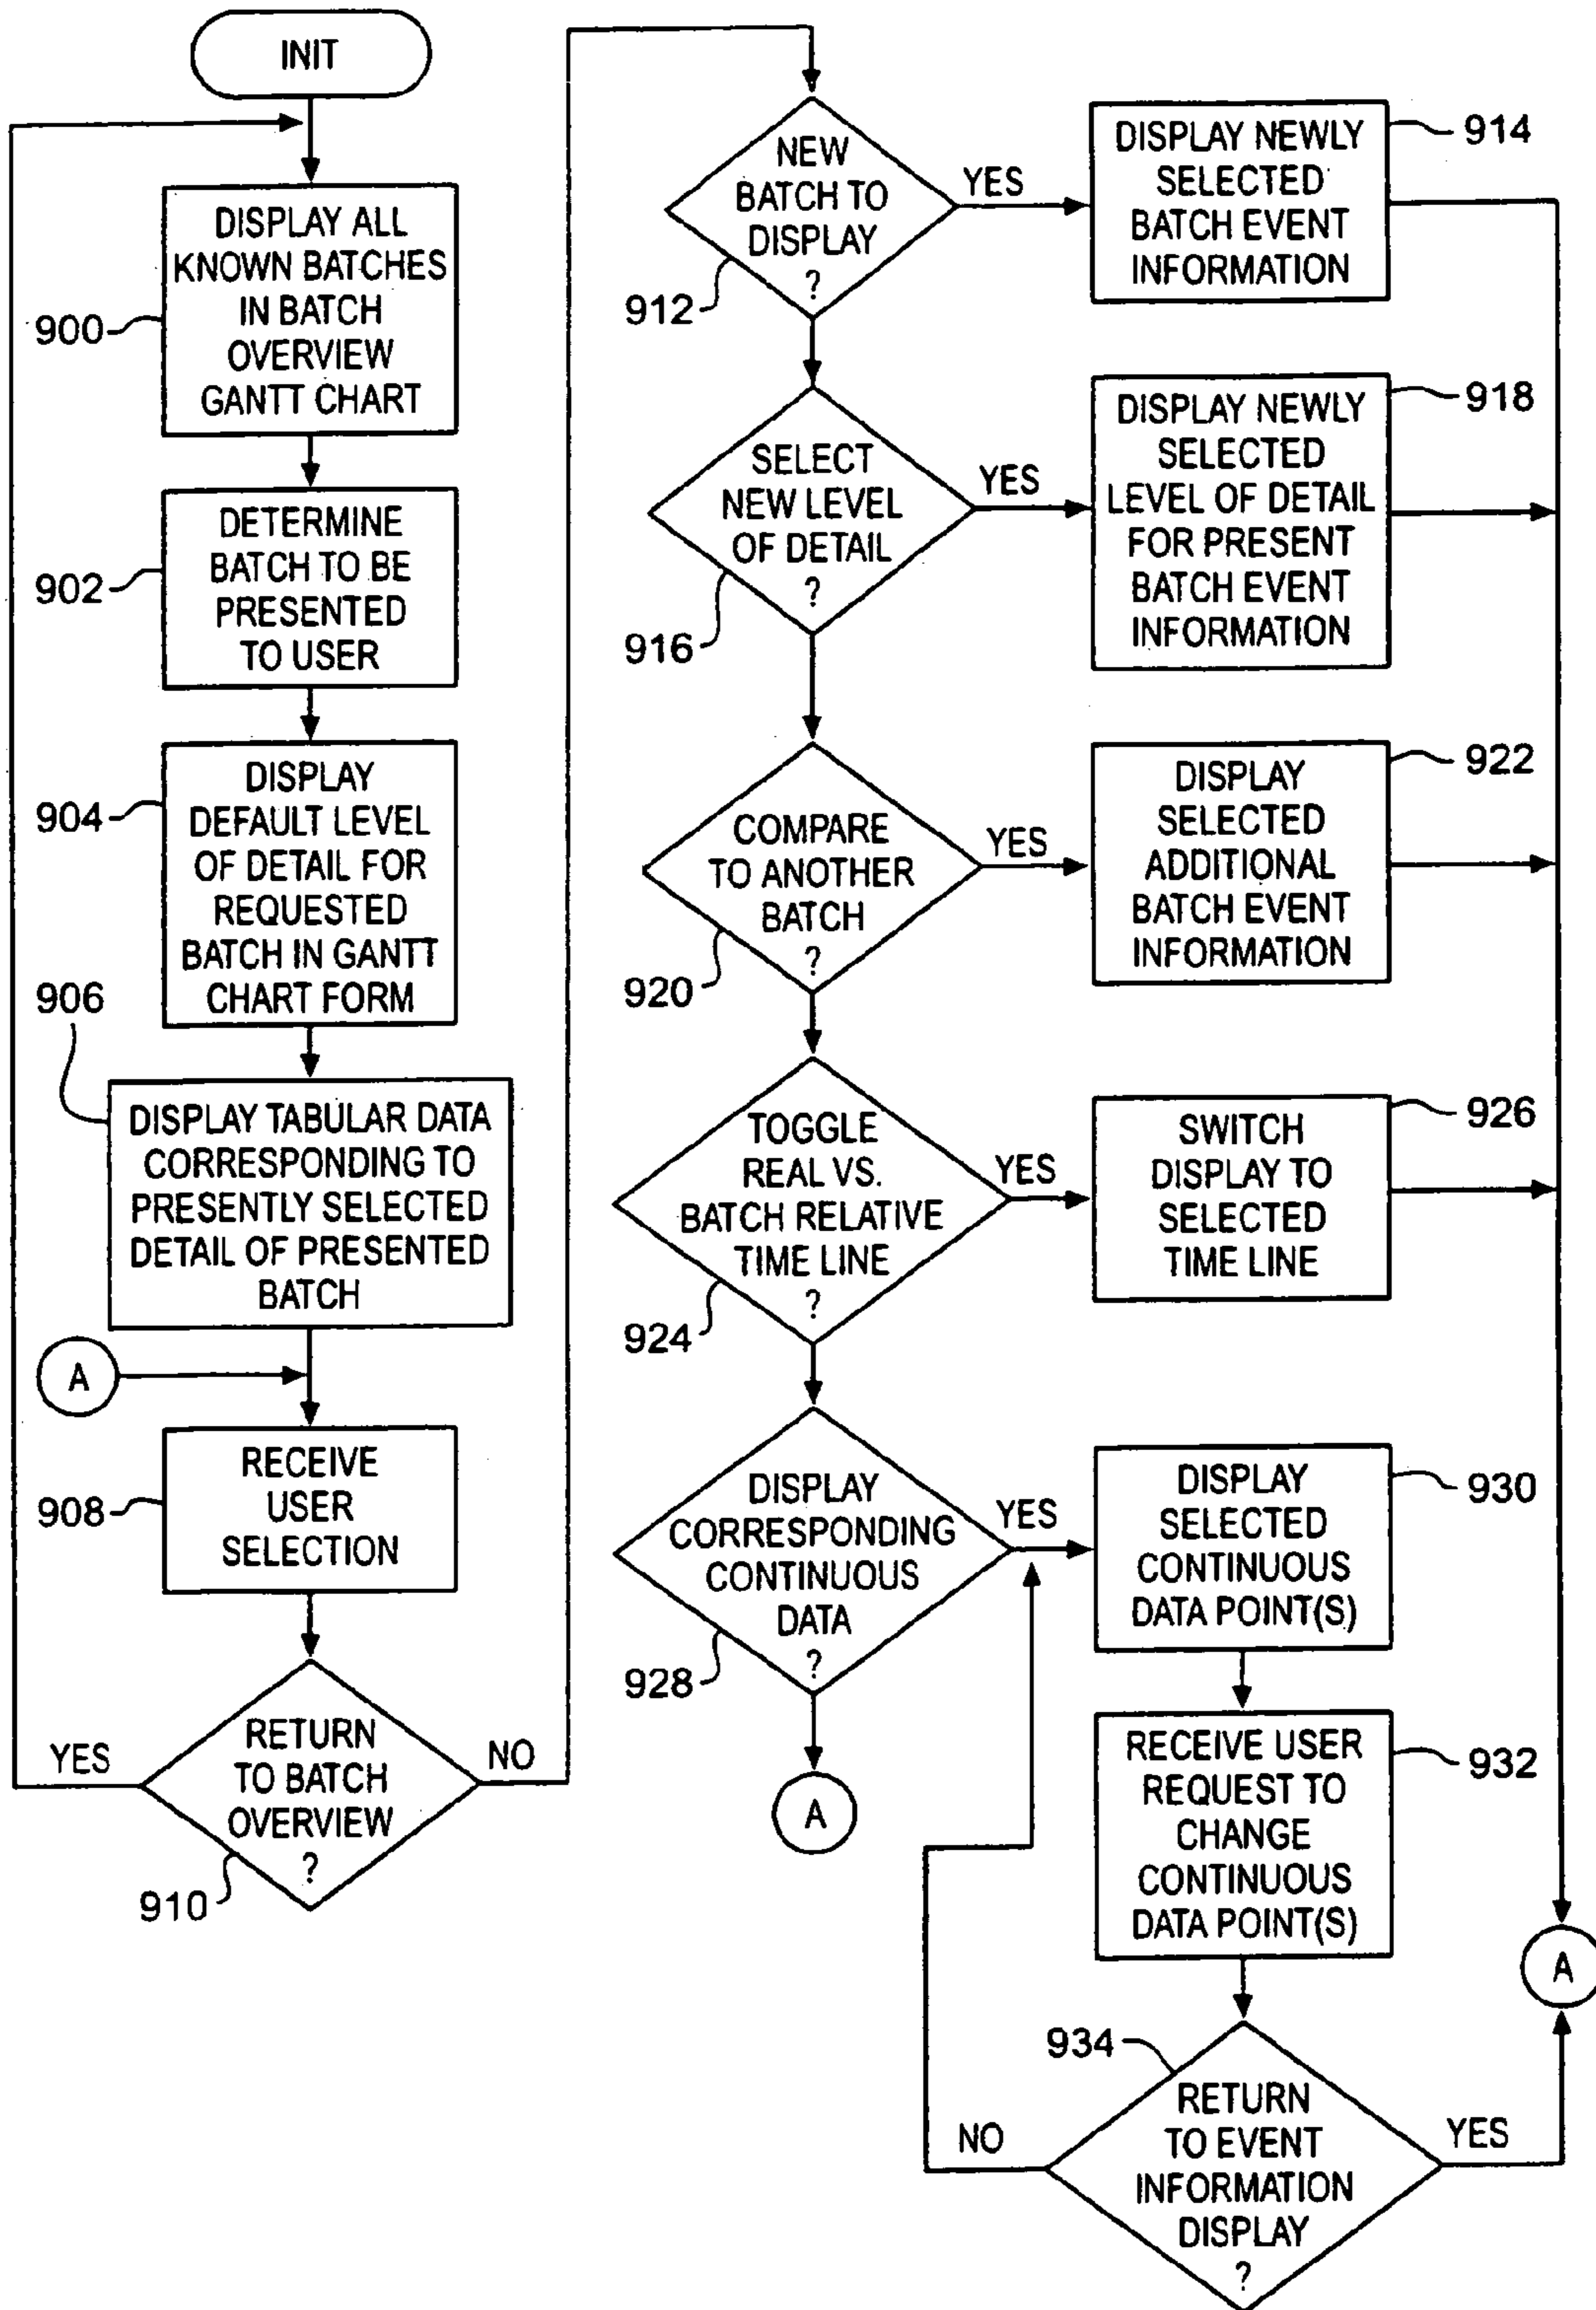 INIT
DISPLAY ALL
KNOWN BATCHES
IN BATCH
OVERVIEW
GANTT CHART
900
DETERMINE
BATCH TO BE
PRESENTED
TO USER
902
DISPLAY
DEFAULT LEVEL
OF DETAIL FOR
REQUESTED
BATCH IN GANTT
CHART FORM
904
906
DISPLAY TABULAR DATA
CORRESPONDING TO
PRESENTLY SELECTED
DETAIL OF PRESENTED
BATCH
A
RECEIVE
USER
SELECTION
908
RETURN
TO BATCH
OVERVIEW
?
YES
NO
910
NEW
BATCH TO
DISPLAY
?
912
YES
DISPLAY NEWLY
SELECTED
BATCH EVENT
INFORMATION
914
SELECT
NEW LEVEL
OF DETAIL
?
916
YES
DISPLAY NEWLY
SELECTED
LEVEL OF DETAIL
FOR PRESENT
BATCH EVENT
INFORMATION
918
COMPARE
TO ANOTHER
BATCH
?
920
YES
DISPLAY
SELECTED
ADDITIONAL
BATCH EVENT
INFORMATION
922
TOGGLE
REAL VS.
BATCH RELATIVE
TIME LINE
?
924
YES
SWITCH
DISPLAY TO
SELECTED
TIME LINE
926
DISPLAY
CORRESPONDING
CONTINUOUS
DATA
?
928
YES
A
DISPLAY
SELECTED
CONTINUOUS
DATA POINT(S)
930
RECEIVE USER
REQUEST TO
CHANGE
CONTINUOUS
DATA POINT(S)
932
A
934
RETURN
TO EVENT
INFORMATION
DISPLAY
?
NO
YES